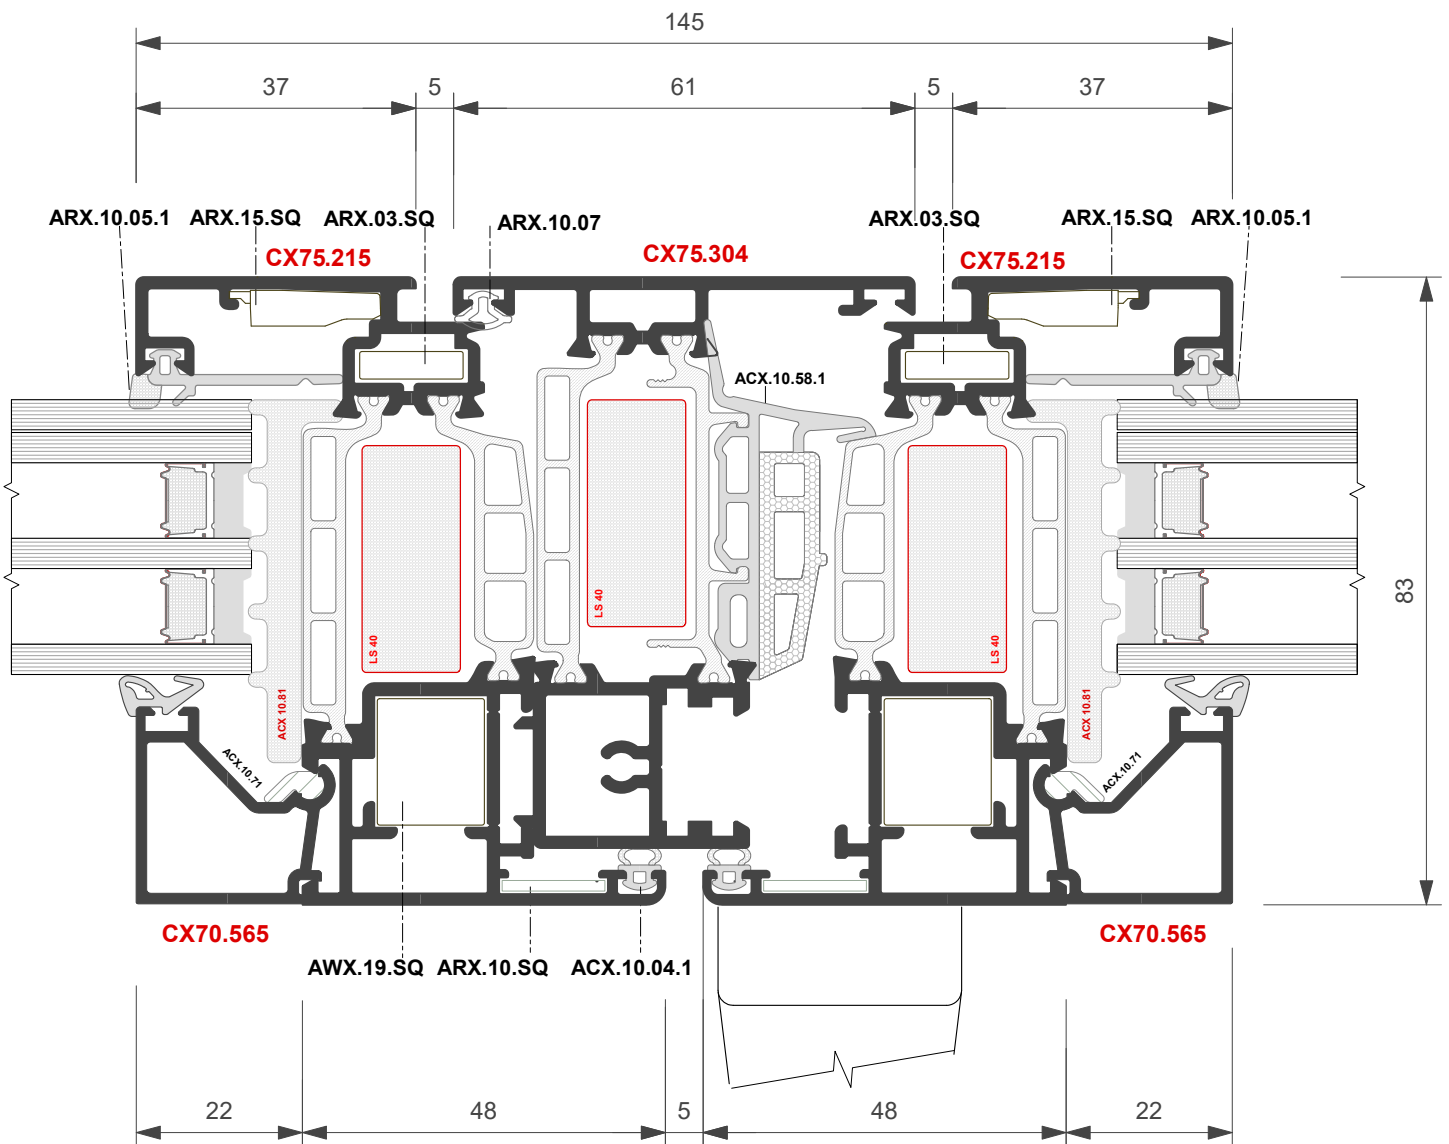 145
37 5 61 5 37
ARX.10.05.1 ARX.15.SQ ARX.03.SQ ARX.10.07 ARX.03.SQ ARX.15.SQ ARX.10.05.1
CX75.215 CX75.304 CX75.215
ACX.10.58.1
LS 40
LS 40
LS 40
83
ACX 10.81
ACX 10.81
ACX.10.71
ACX.10.71
CX70.565 CX70.565
AWX.19.SQ ARX.10.SQ ACX.10.04.1
22 48 5 48 22